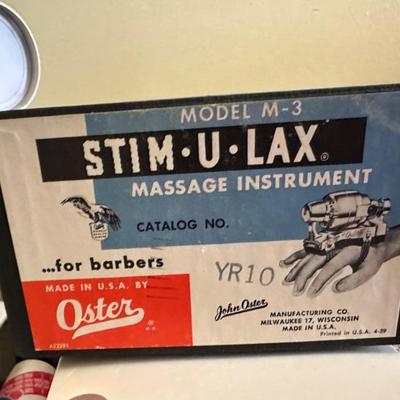 MODEL M-3
STIM·U·LAX®
MASSAGE INSTRUMENT
CATALOG NO.
YR10
...for barbers
MADE IN U.S.A. BY
Oster
John Oster
MANUFACTURING CO.
MILWAUKEE 17, WISCONSIN
MADE IN U.S.A.
Printed in U.S.A. 4-59